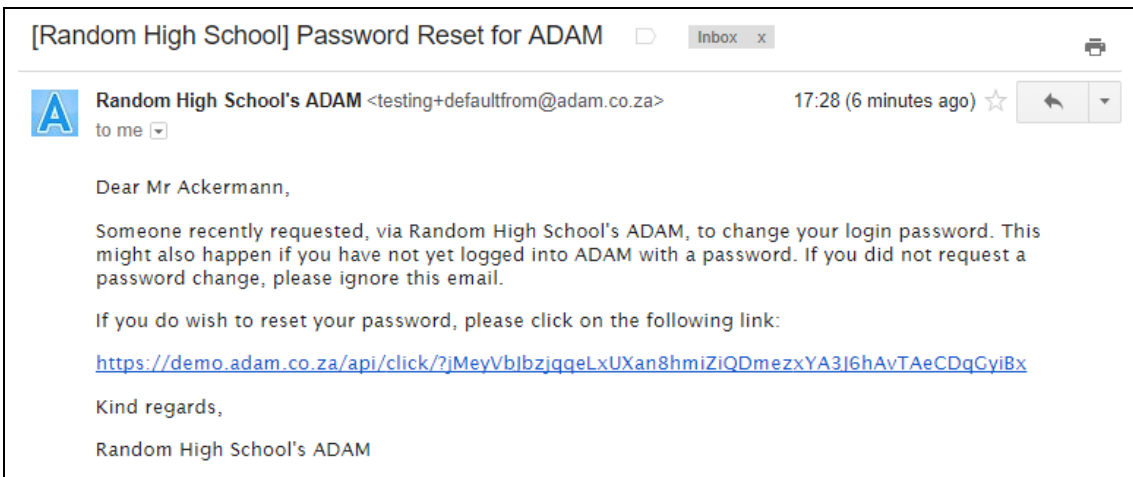 [Random High School] Password Reset for ADAM Inbox x
Random High School's ADAM <testing+defaultfrom@adam.co.za> 17:28 (6 minutes ago)
to me
Dear Mr Ackermann,
Someone recently requested, via Random High School's ADAM, to change your login password. This
might also happen if you have not yet logged into ADAM with a password. If you did not request a
password change, please ignore this email.
If you do wish to reset your password, please click on the following link:
https://demo.adam.co.za/api/click/?jMeyVbJbzjqqeLxUXan8hmiZiQDmezxYA3J6hAvTAeCDqGyiBx
Kind regards,
Random High School's ADAM